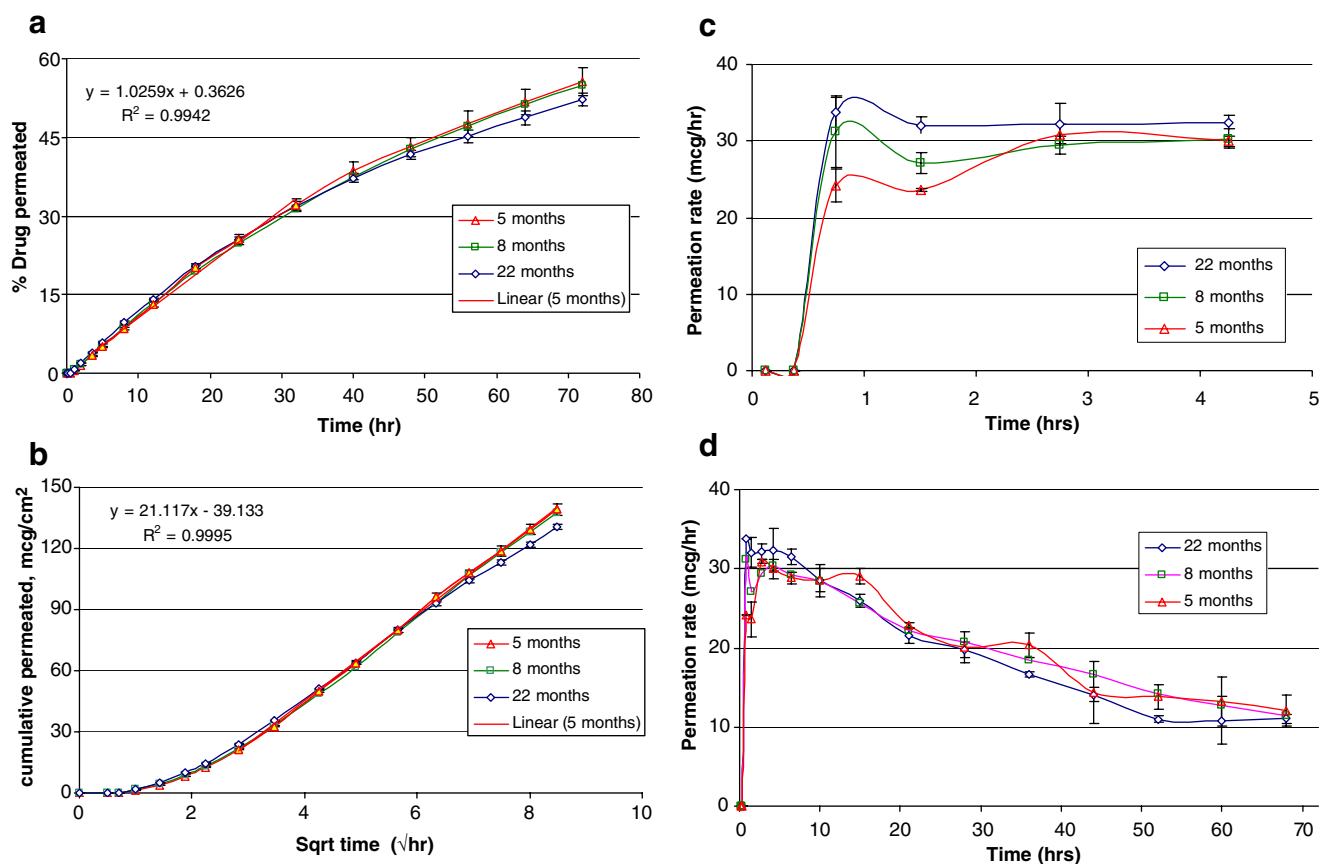 a
60
45
30
15
0
% Drug permeated
y = 1.0259x + 0.3626
R² = 0.9942
5 months
8 months
22 months
Linear (5 months)
0 10 20 30 40 50 60 70 80
Time (hr)
b
150
120
90
60
30
0
cumulative permeated, mcg/cm²
y = 21.117x - 39.133
R² = 0.9995
5 months
8 months
22 months
Linear (5 months)
0 2 4 6 8 10
Sqrt time (√hr)
c
40
30
20
10
0
Permeation rate (mcg/hr)
22 months
8 months
5 months
0 1 2 3 4 5
Time (hrs)
d
40
30
20
10
0
Permeation rate (mcg/hr)
22 months
8 months
5 months
0 10 20 30 40 50 60 70
Time (hrs)